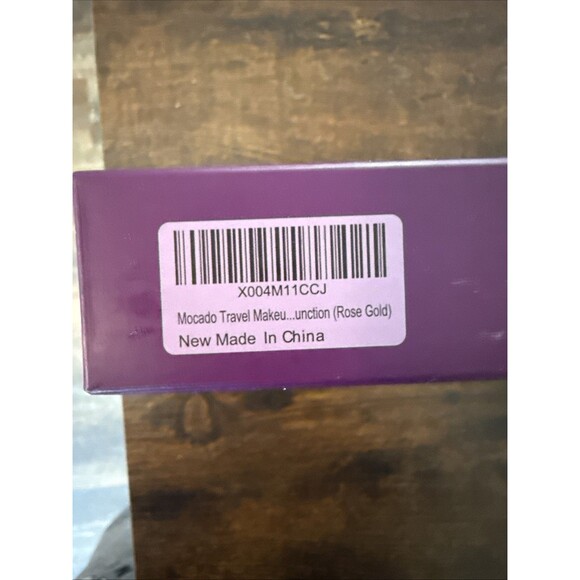 X004M11CCJ
Mocado Travel Makeu...unction (Rose Gold)
New Made In China